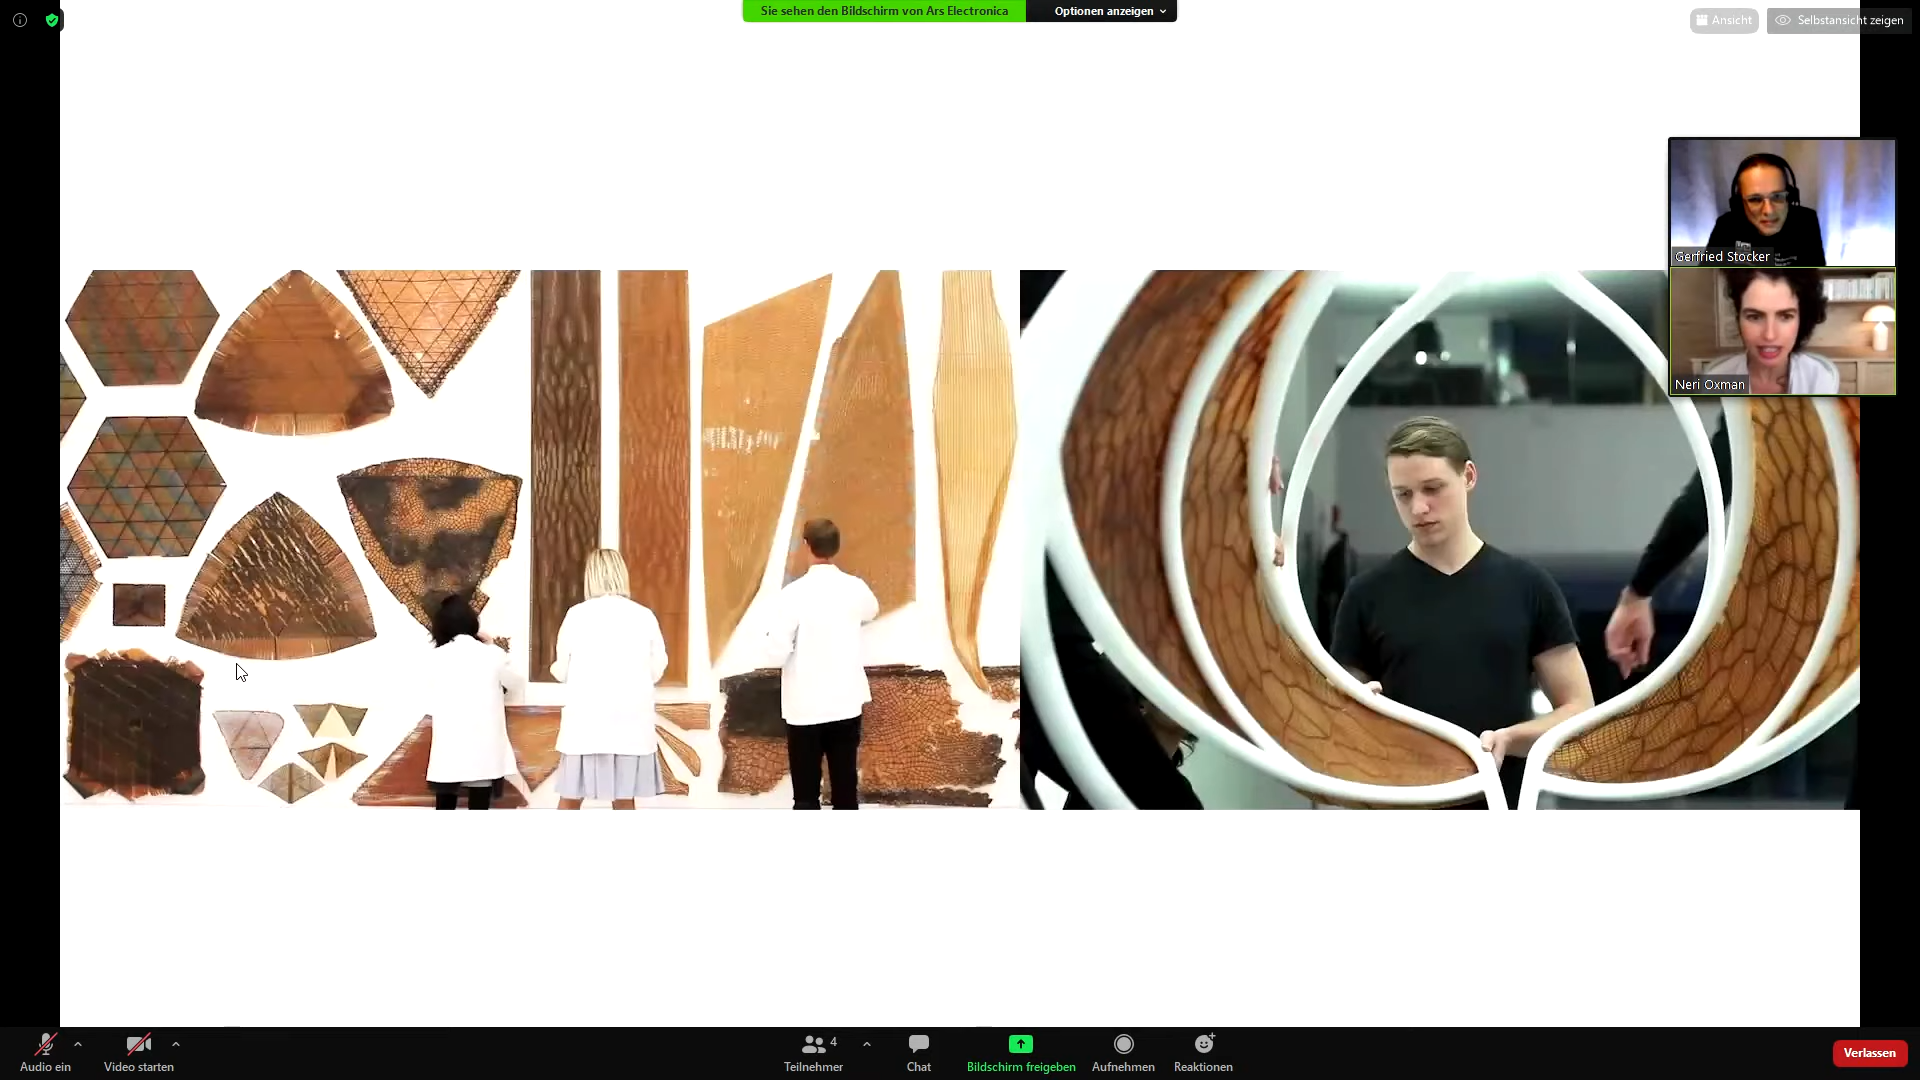 Sie sehen den Bildschirm von Ars Electronica
Optionen anzeigen
Ansicht
Selbstansicht zeigen
Gerfried Stocker
Neri Oxman
Audio ein
Video starten
4
Teilnehmer
Chat
Bildschirm freigeben
Aufnehmen
Reaktionen
Verlassen